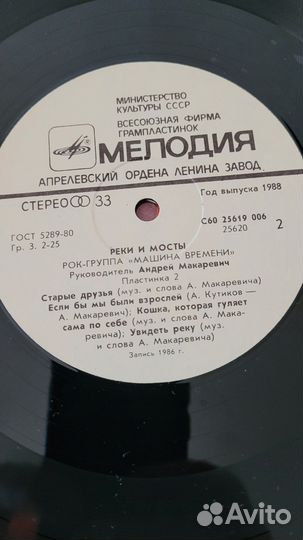 МИНИСТЕРСТВО
КУЛЬТУРЫ СССР
ВСЕСОЮЗНАЯ ФИРМА
ГРАМПЛАСТИНОК
МЕЛОДИЯ
АПРЕЛЕВСКИЙ ОРДЕНА ЛЕНИНА ЗАВОД
СТЕРЕО 33
Год выпуска 1988
ГОСТ 5289-80
Гр. 3. 2-25
С60 25619 006
25620
2
РЕКИ И МОСТЫ
РОК-ГРУППА «МАШИНА ВРЕМЕНИ»
Руководитель Андрей Макаревич
Пластинка 2
Старые друзья (муз. и слова А. Макаревича)
Если бы мы были взрослей (А. Кутиков —
А. Макаревич); Кошка, которая гуляет
сама по себе (муз. и слова А. Мака-
ревича); Увидеть реку (муз.
и слова А. Макаревича)
Запись 1986 г.
Avito